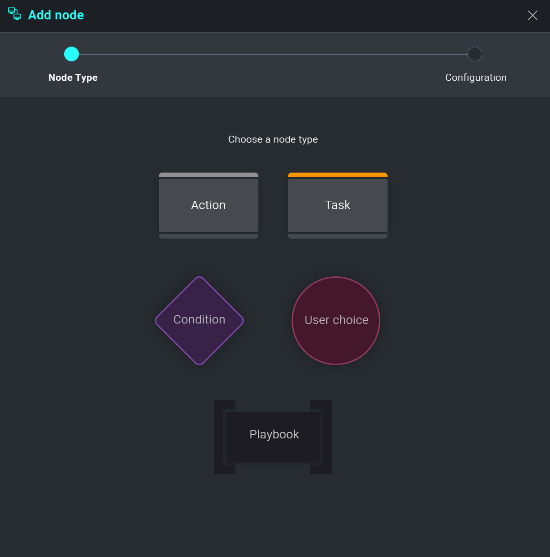 Add node
Node Type
Configuration
Choose a node type
Action
Task
Condition
User choice
Playbook